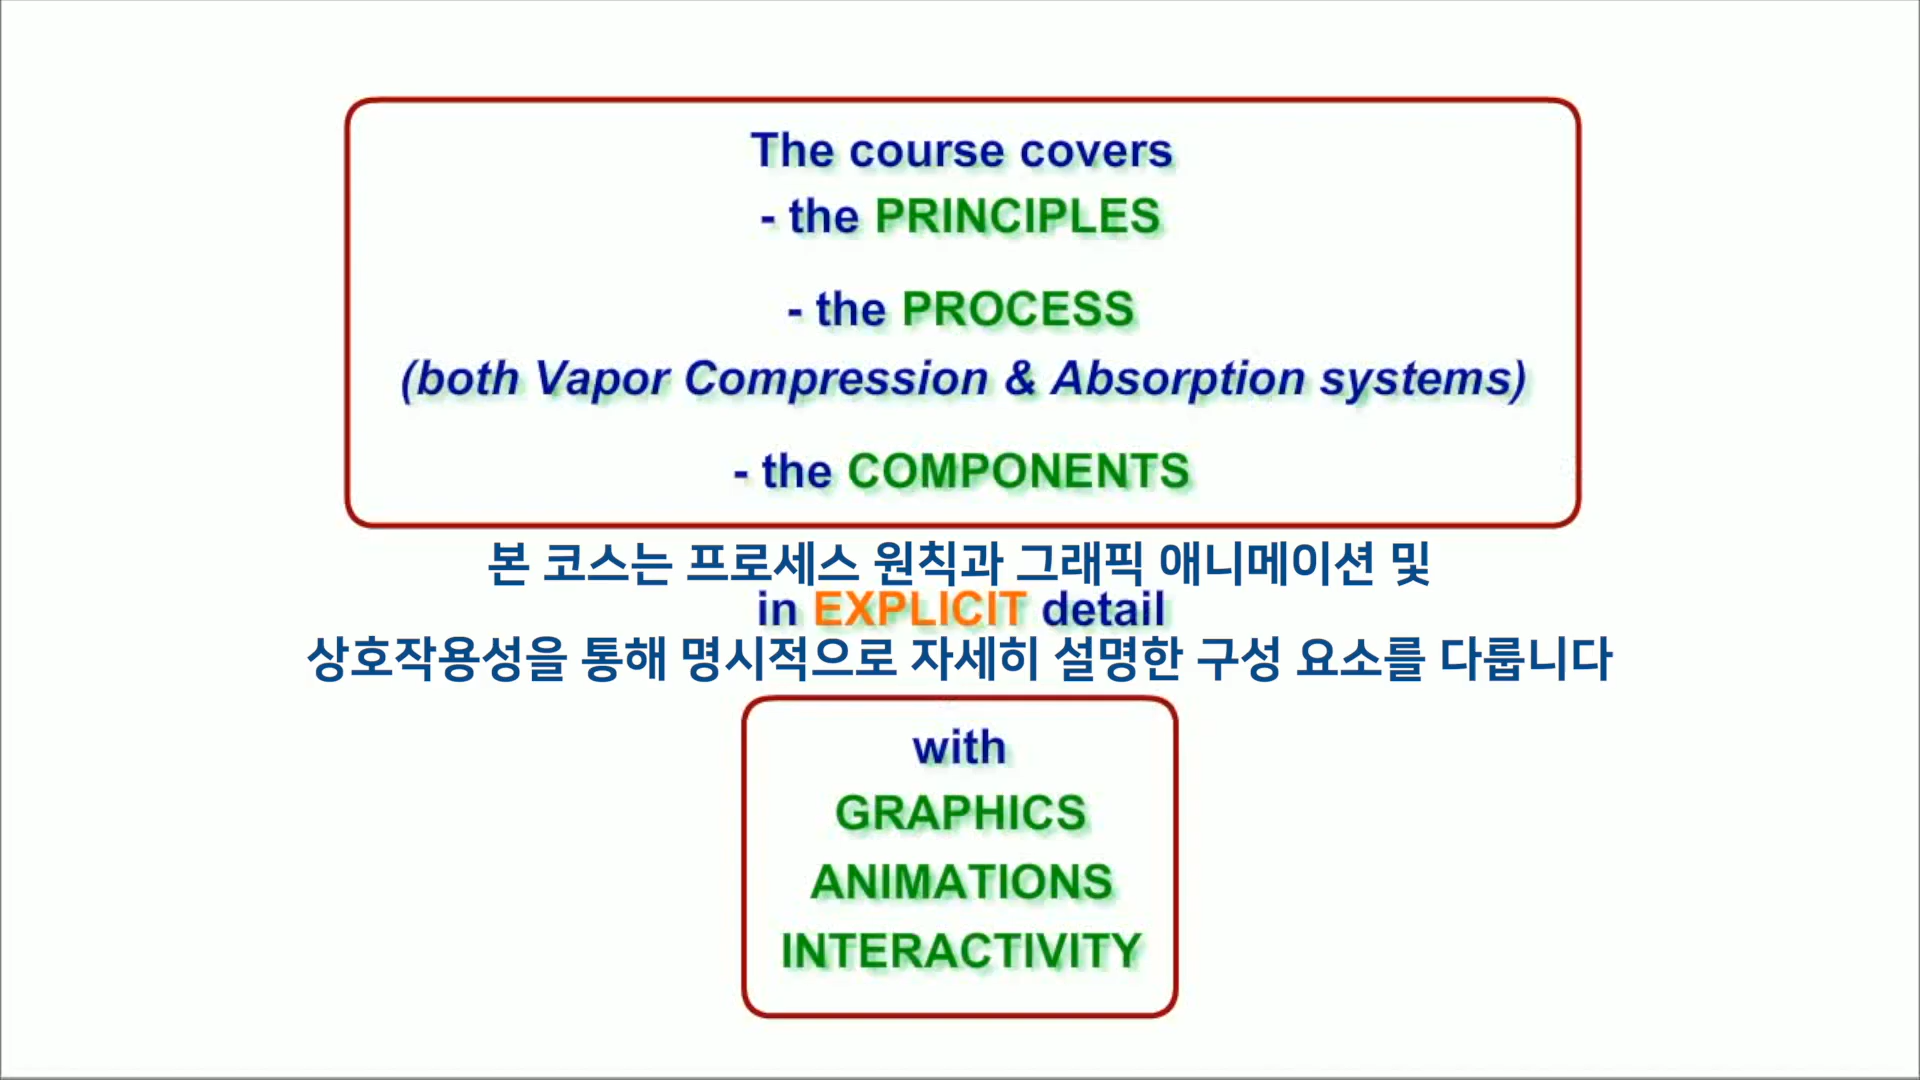 The course covers
- the PRINCIPLES
- the PROCESS
(both Vapor Compression & Absorption systems)
- the COMPONENTS
본 코스는 프로세스 원칙과 그래픽 애니메이션 및
in EXPLICIT detail
상호작용성을 통해 명시적으로 자세히 설명한 구성 요소를 다룹니다
with
GRAPHICS
ANIMATIONS
INTERACTIVITY